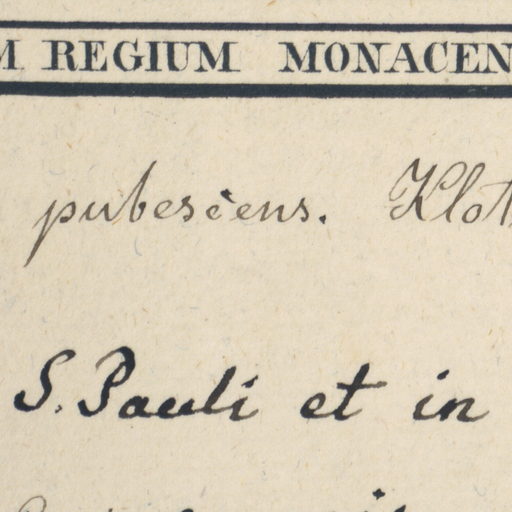 M REGIUM MONACEN
pubescens. Klot
S. Pauli et in